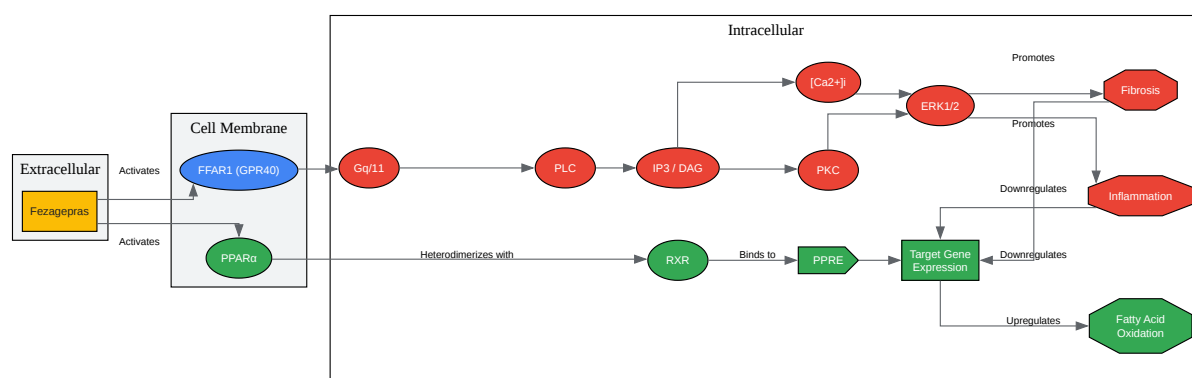 Intracellular
Promotes
[Ca2+]i
Fibrosis
ERK1/2
Cell Membrane
Promotes
Extracellular
Activates
FFAR1 (GPR40)
Gq/11
PLC
IP3 / DAG
PKC
Downregulates
Inflammation
Fezagepras
Activates
PPARα
Heterodimerizes with
RXR
Binds to
PPRE
Target Gene
Expression
Downregulates
Upregulates
Fatty Acid
Oxidation